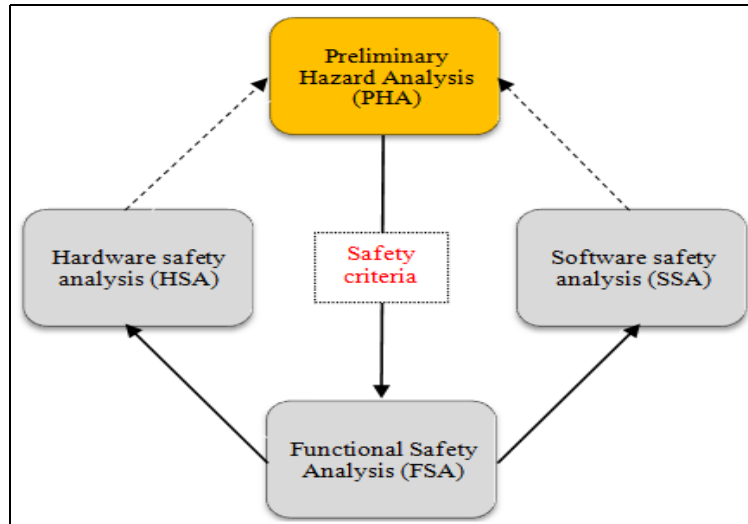 Preliminary
Hazard Analysis
(PHA)
Hardware safety
analysis (HSA)
Safety
criteria
Software safety
analysis (SSA)
Functional Safety
Analysis (FSA)